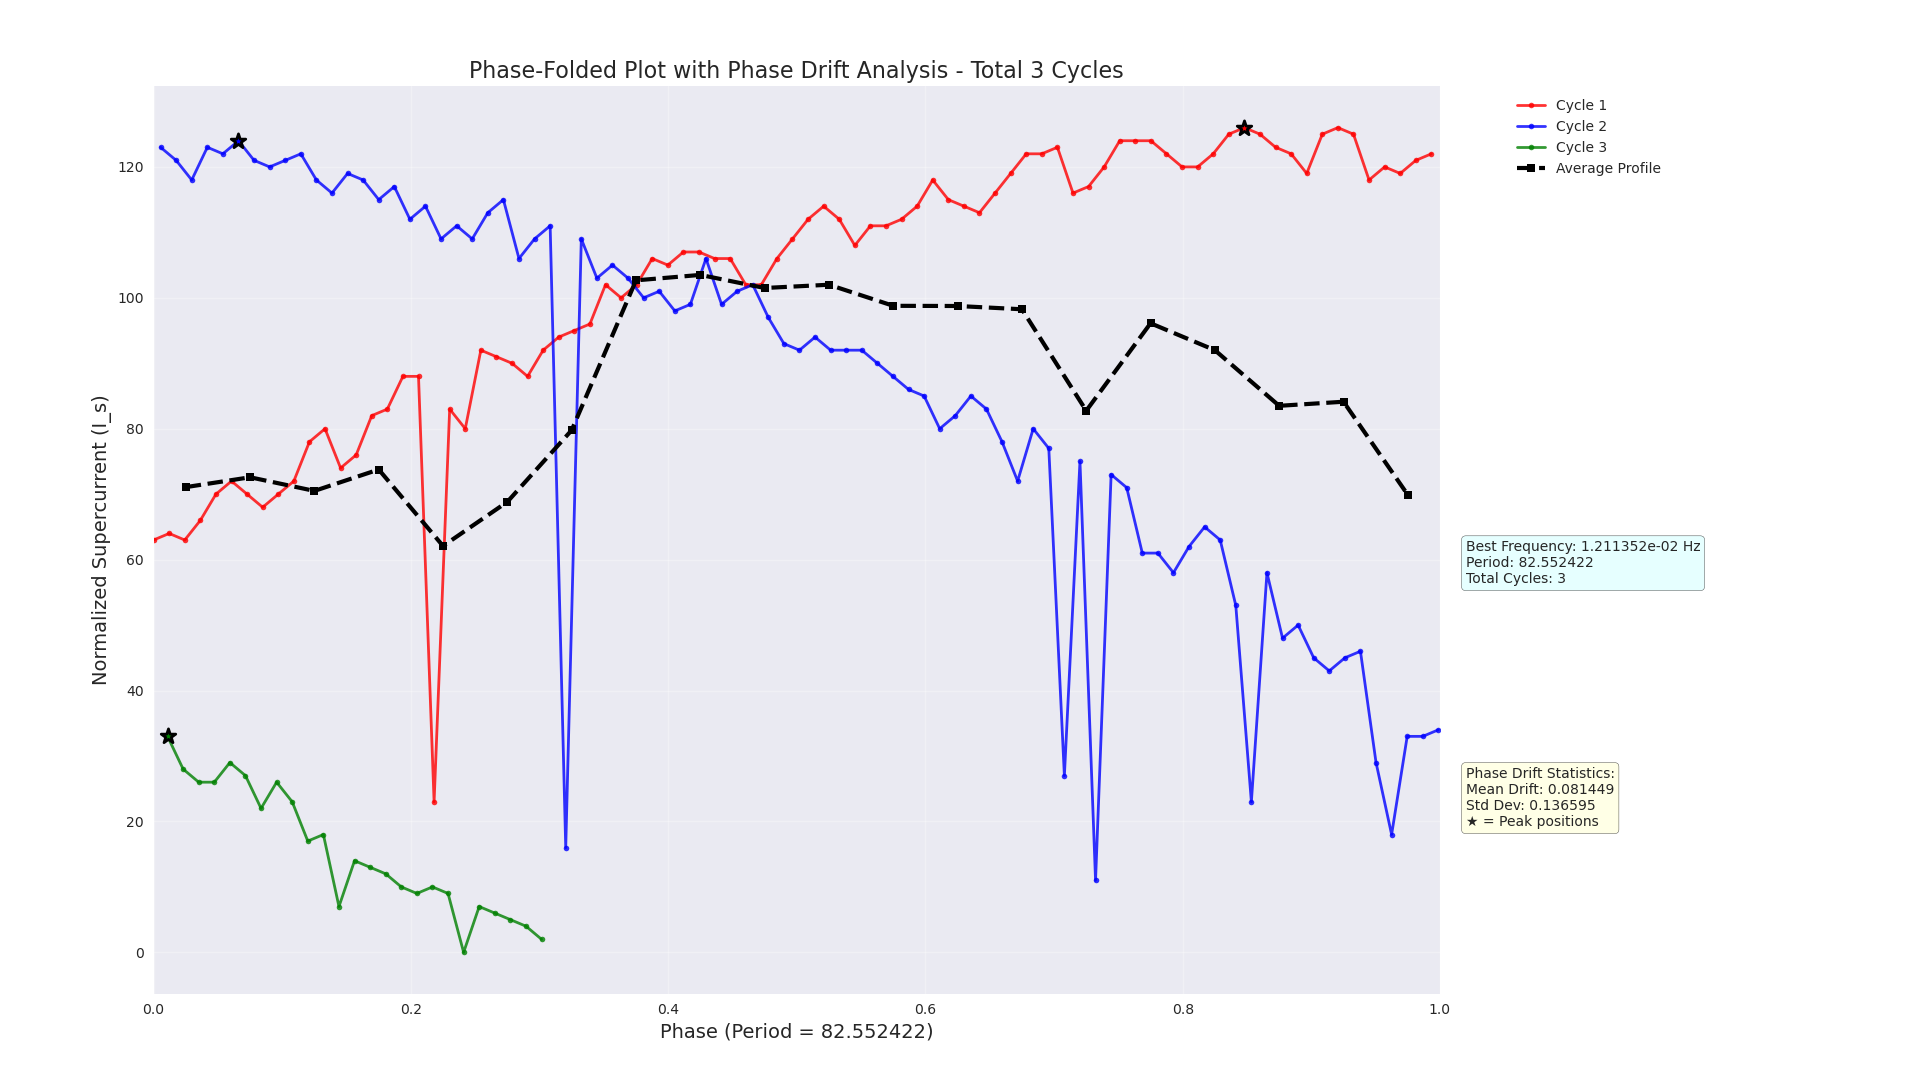 Phase-Folded Plot with Phase Drift Analysis - Total 3 Cycles
Normalized Supercurrent (I_s)
120
100
80
60
40
20
0
0.0
0.2
0.4
0.6
0.8
1.0
Phase (Period = 82.552422)
Cycle 1
Cycle 2
Cycle 3
Average Profile
Best Frequency: 1.211352e-02 Hz
Period: 82.552422
Total Cycles: 3
Phase Drift Statistics:
Mean Drift: 0.081449
Std Dev: 0.136595
★ = Peak positions